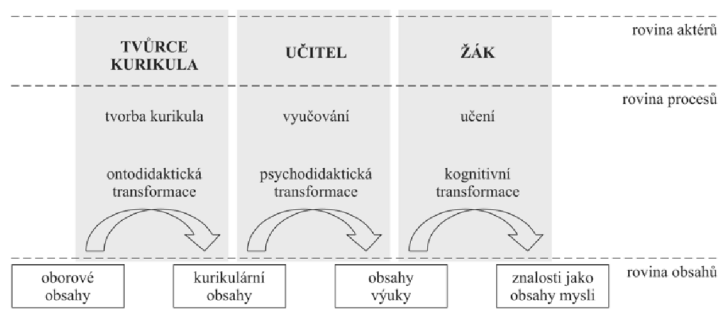 rovina aktérů
TVŮRCE
KURIKULA
UČITEL
ŽÁK
rovina procesů
tvorba kurikula
vyučování
učení
ontodidaktická
transformace
psychodidaktická
transformace
kognitivní
transformace
rovina obsahů
oborové
obsahy
kurikulární
obsahy
obsahy
výuky
znalosti jako
obsahy mysli